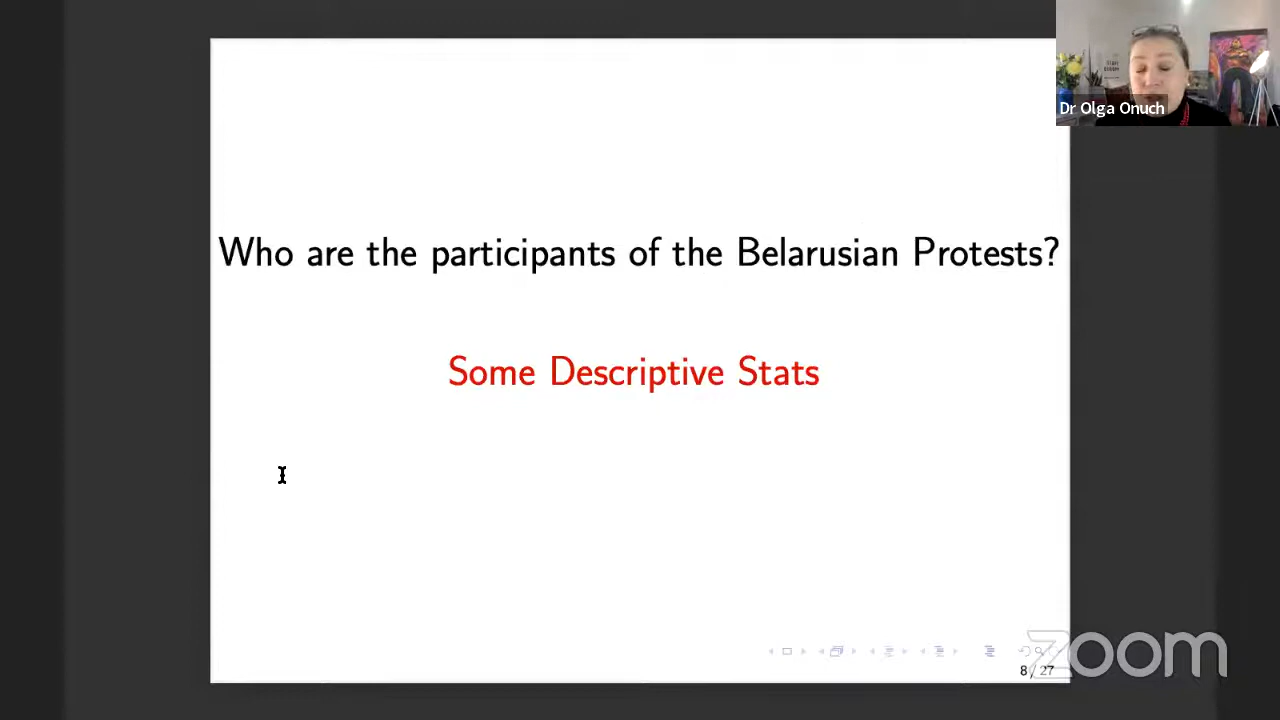 Dr Olga Onuch
Who are the participants of the Belarusian Protests?
Some Descriptive Stats
8 / 27
zoom